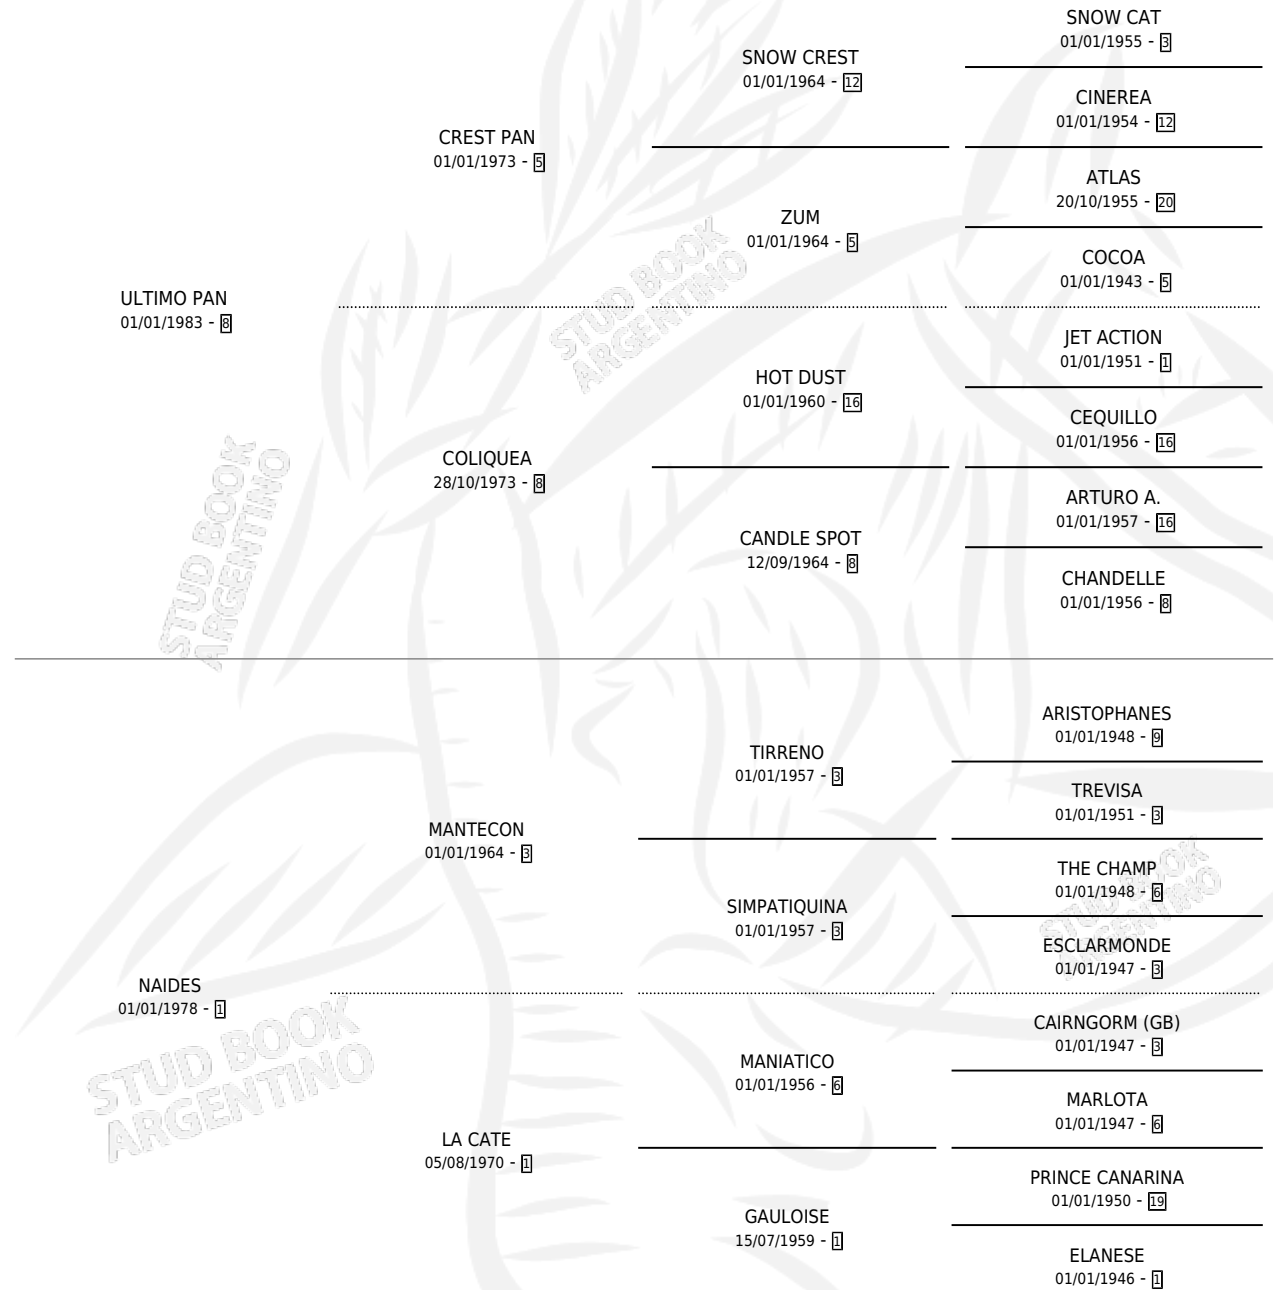 SNOW CAT
01/01/1955 - 3
SNOW CREST
01/01/1964 - 12
CINEREA
01/01/1954 - 12
CREST PAN
01/01/1973 - 5
ATLAS
20/10/1955 - 20
ZUM
01/01/1964 - 5
COCOA
01/01/1943 - 5
ULTIMO PAN
01/01/1983 - 8
JET ACTION
01/01/1951 - 1
HOT DUST
01/01/1960 - 16
CEQUILLO
01/01/1956 - 16
COLIQUEA
28/10/1973 - 8
ARTURO A.
01/01/1957 - 16
CANDLE SPOT
12/09/1964 - 8
CHANDELLE
01/01/1956 - 8
STUD BOOK
ARGENTINO
STUD BOOK
ARGENTINO
ARISTOPHANES
01/01/1948 - 9
TIRRENO
01/01/1957 - 3
TREVISA
01/01/1951 - 3
MANTECON
01/01/1964 - 3
THE CHAMP
01/01/1948 - 6
SIMPATIQUINA
01/01/1957 - 3
ESCLARMONDE
01/01/1947 - 3
NAIDES
01/01/1978 - 1
CAIRNGORM (GB)
01/01/1947 - 3
MANIATICO
01/01/1956 - 6
MARLOTA
01/01/1947 - 6
LA CATE
05/08/1970 - 1
PRINCE CANARINA
01/01/1950 - 19
GAULOISE
15/07/1959 - 1
ELANESE
01/01/1946 - 1
STUD BOOK
ARGENTINO
STUD BOOK
ARGENTINO